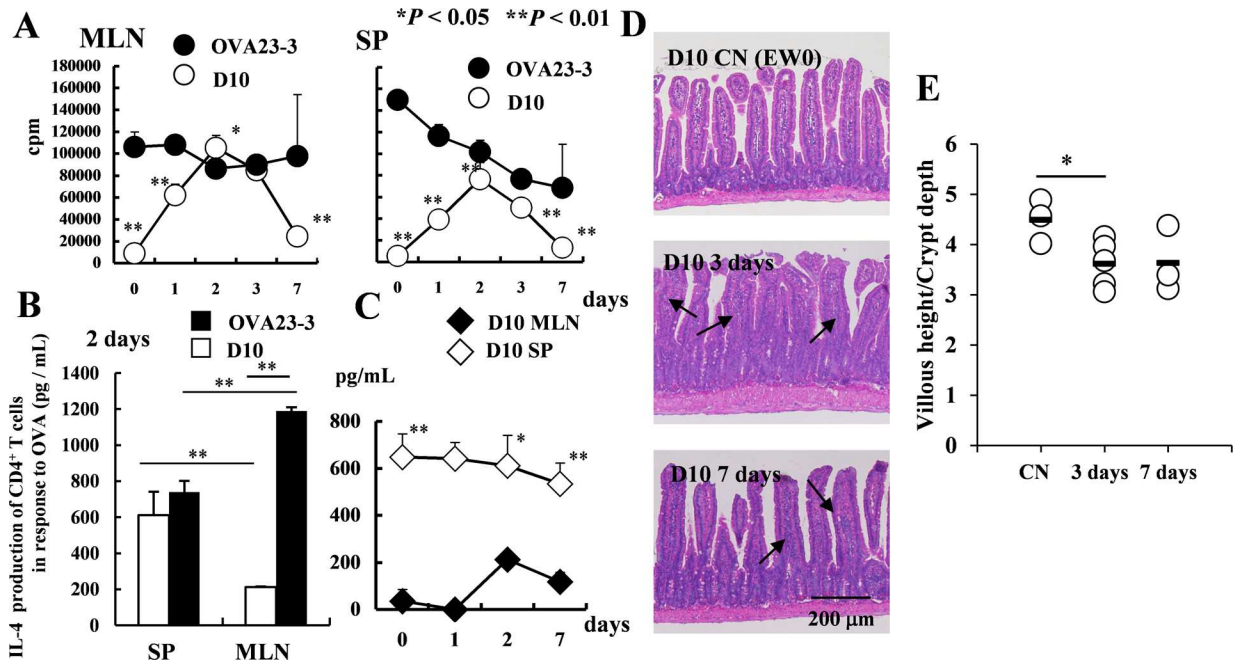 A
MLN
OVA23-3
D10
180000
160000
140000
120000
100000
80000
60000
40000
20000
0
cpm
*
**
**
**
0 1 2 3 7
*P < 0.05 **P < 0.01
SP
OVA23-3
D10
**
**
**
**
**
0 1 2 3 7 days
B
OVA23-3
D10
2 days
1400
1200
1000
800
600
400
200
0
IL-4 production of CD4+ T cells
in response to OVA (pg / mL)
**
**
**
SP MLN
C
D10 MLN
D10 SP
pg/mL
800
600
400
200
0
**
*
**
0 1 2 7 days
D
D10 CN (EW0)
D10 3 days
D10 7 days
200 µm
E
6
5
4
3
2
1
0
Villous height/Crypt depth
*
CN 3 days 7 days